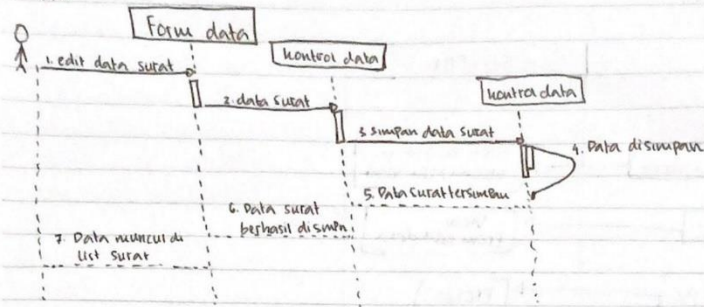 Form data
kontrol data
kontrol data
1. edit data surat
2. data surat
3. simpan data surat
4. Data disimpan
5. Data surat tersimpan
6. Data surat
berhasil dismin
7. Data muncul di
list surat